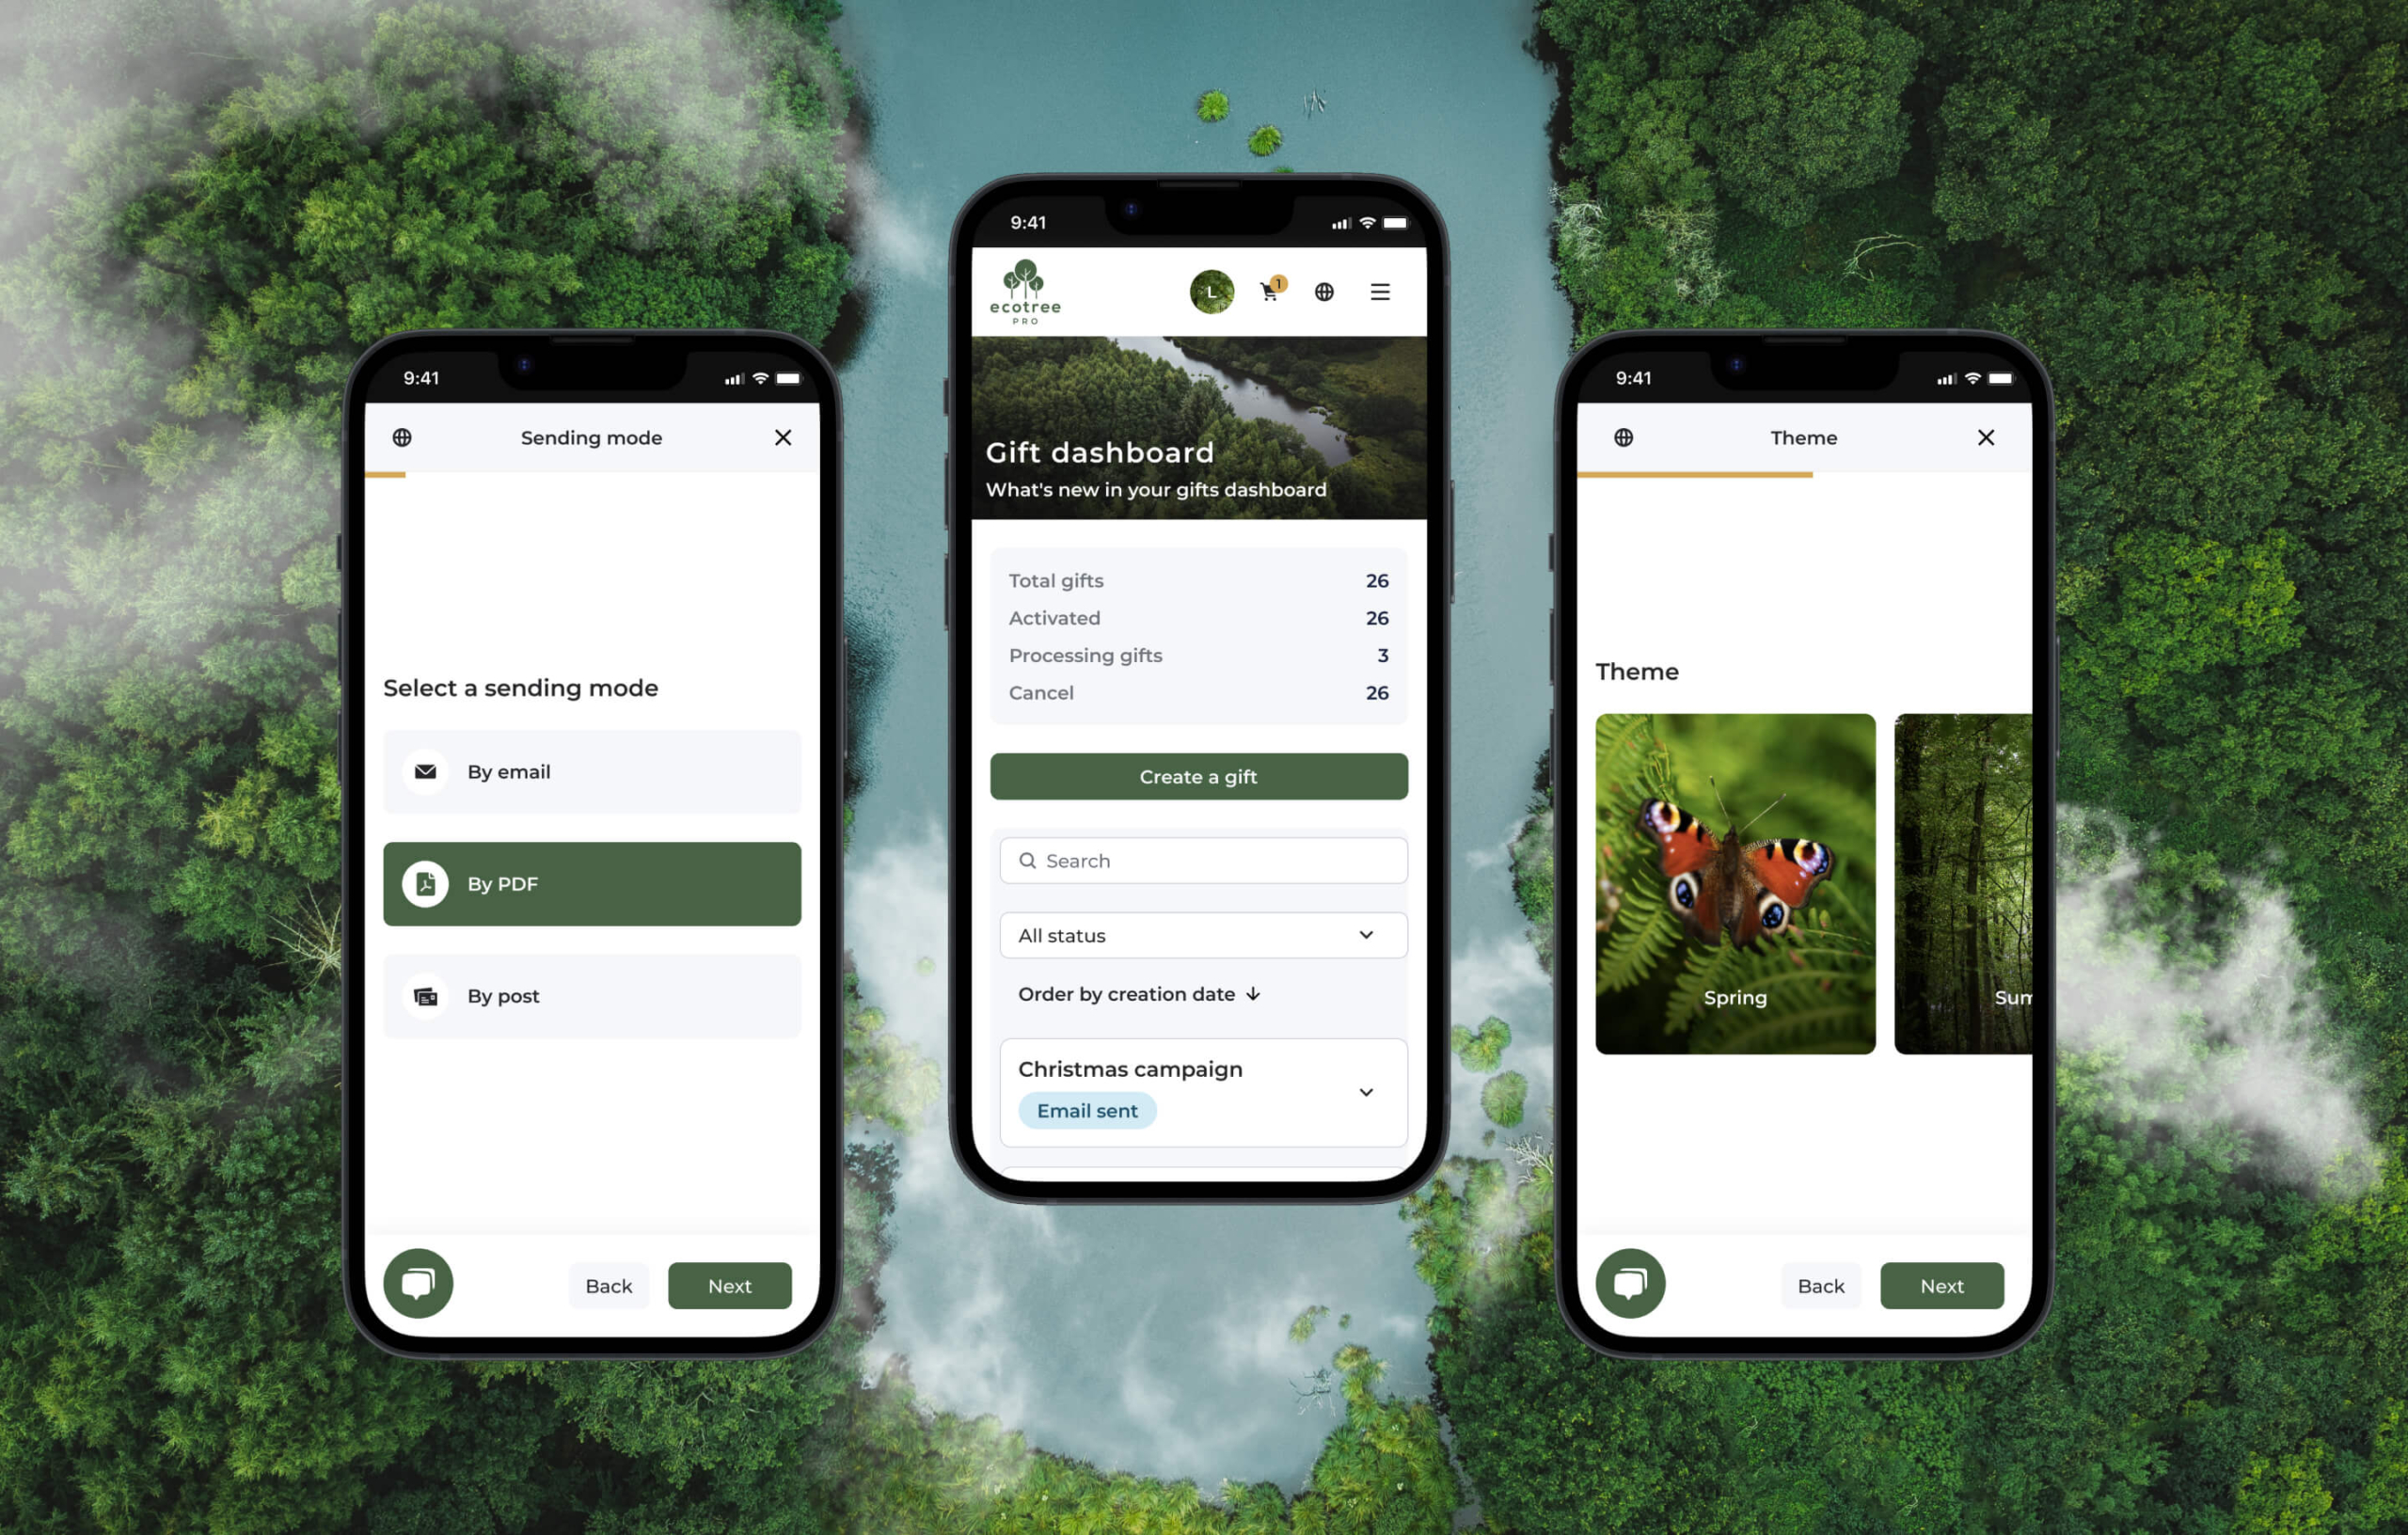 9:41
Sending mode
Select a sending mode
By email
By PDF
By post
Back
Next
9:41
ecotree
PRO
L
1
Gift dashboard
What's new in your gifts dashboard
Total gifts 26
Activated 26
Processing gifts 3
Cancel 26
Create a gift
Search
All status
Order by creation date
Christmas campaign
Email sent
9:41
Theme
Theme
Spring
Sum
Back
Next